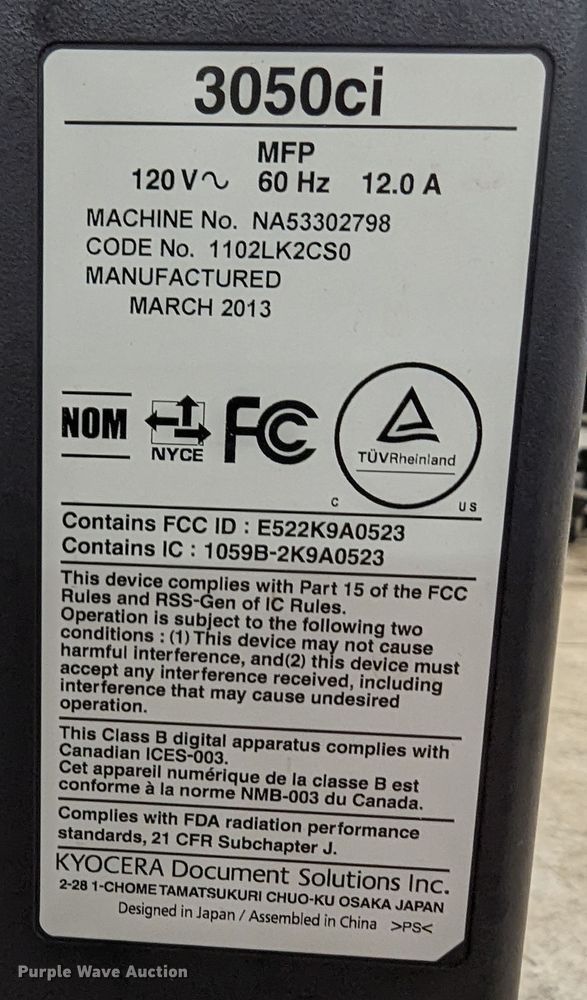 3050ci
MFP
120 V∿ 60 Hz 12.0 A
MACHINE No. NA53302798
CODE No. 1102LK2CS0
MANUFACTURED
MARCH 2013
NOM
NYCE
FC
TÜVRheinland
C US
Contains FCC ID : E522K9A0523
Contains IC : 1059B-2K9A0523
This device complies with Part 15 of the FCC
Rules and RSS-Gen of IC Rules.
Operation is subject to the following two
conditions : (1) This device may not cause
harmful interference, and(2) this device must
accept any interference received, including
interference that may cause undesired
operation.
This Class B digital apparatus complies with
Canadian ICES-003.
Cet appareil numérique de la classe B est
conforme à la norme NMB-003 du Canada.
Complies with FDA radiation performance
standards, 21 CFR Subchapter J.
KYOCERA Document Solutions Inc.
2-28 1-CHOME TAMATSUKURI CHUO-KU OSAKA JAPAN
Designed in Japan / Assembled in China >PS<
Purple Wave Auction